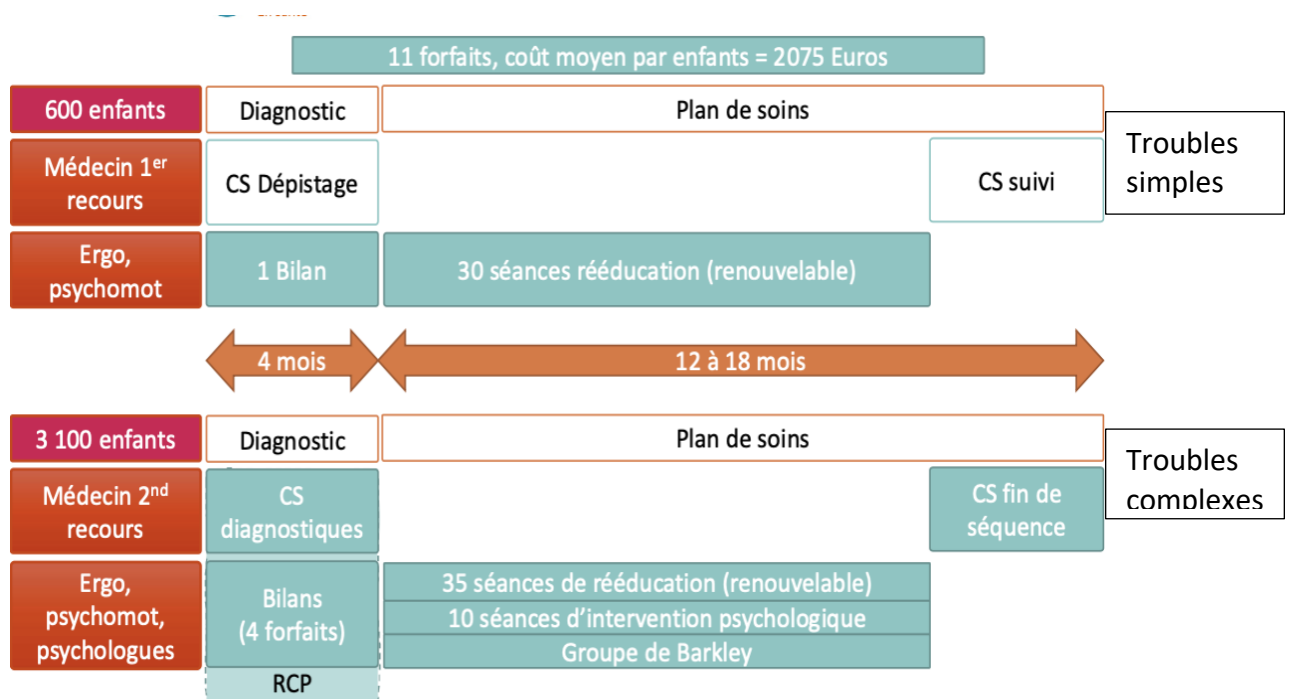 11 forfaits, coût moyen par enfants = 2075 Euros
600 enfants
Diagnostic
Plan de soins
Troubles
simples
Médecin 1er
recours
CS Dépistage
CS suivi
Ergo,
psychomot
1 Bilan
30 séances rééducation (renouvelable)
4 mois
12 à 18 mois
3 100 enfants
Diagnostic
Plan de soins
Troubles
complexes
Médecin 2nd
recours
CS
diagnostiques
CS fin de
séquence
Ergo,
psychomot,
psychologues
Bilans
(4 forfaits)
35 séances de rééducation (renouvelable)
10 séances d'intervention psychologique
Groupe de Barkley
RCP